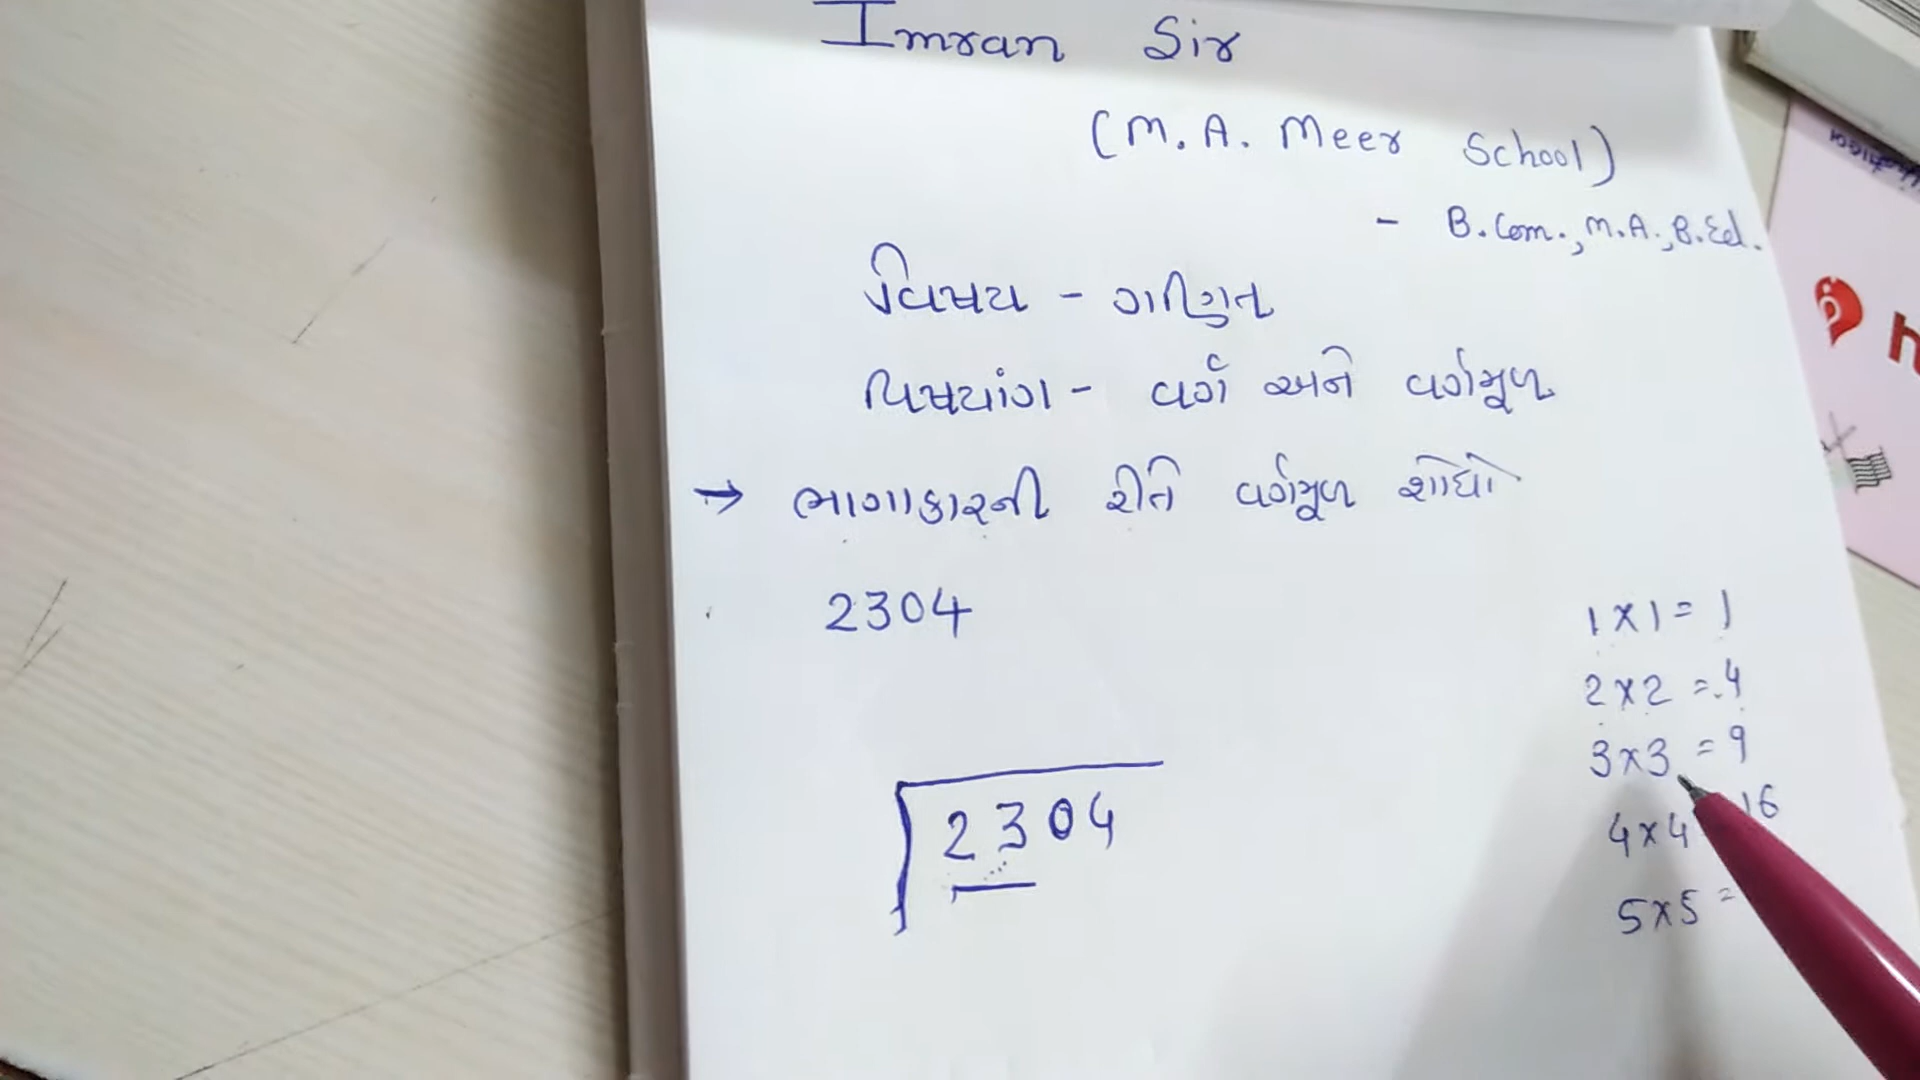 Imran Sir
(M. A. Meer School)
- B.Com., M.A., B.Ed.
વિષય - ગણિત
વિષયાંગ - વર્ગ અને વર્ગમૂળ
→ ભાગાકારની રીતે વર્ગમૂળ શોધો
2304
1 x 1 = 1
2 x 2 = 4
3 x 3 = 9
4 x 4 16
5 x 5 =
2304